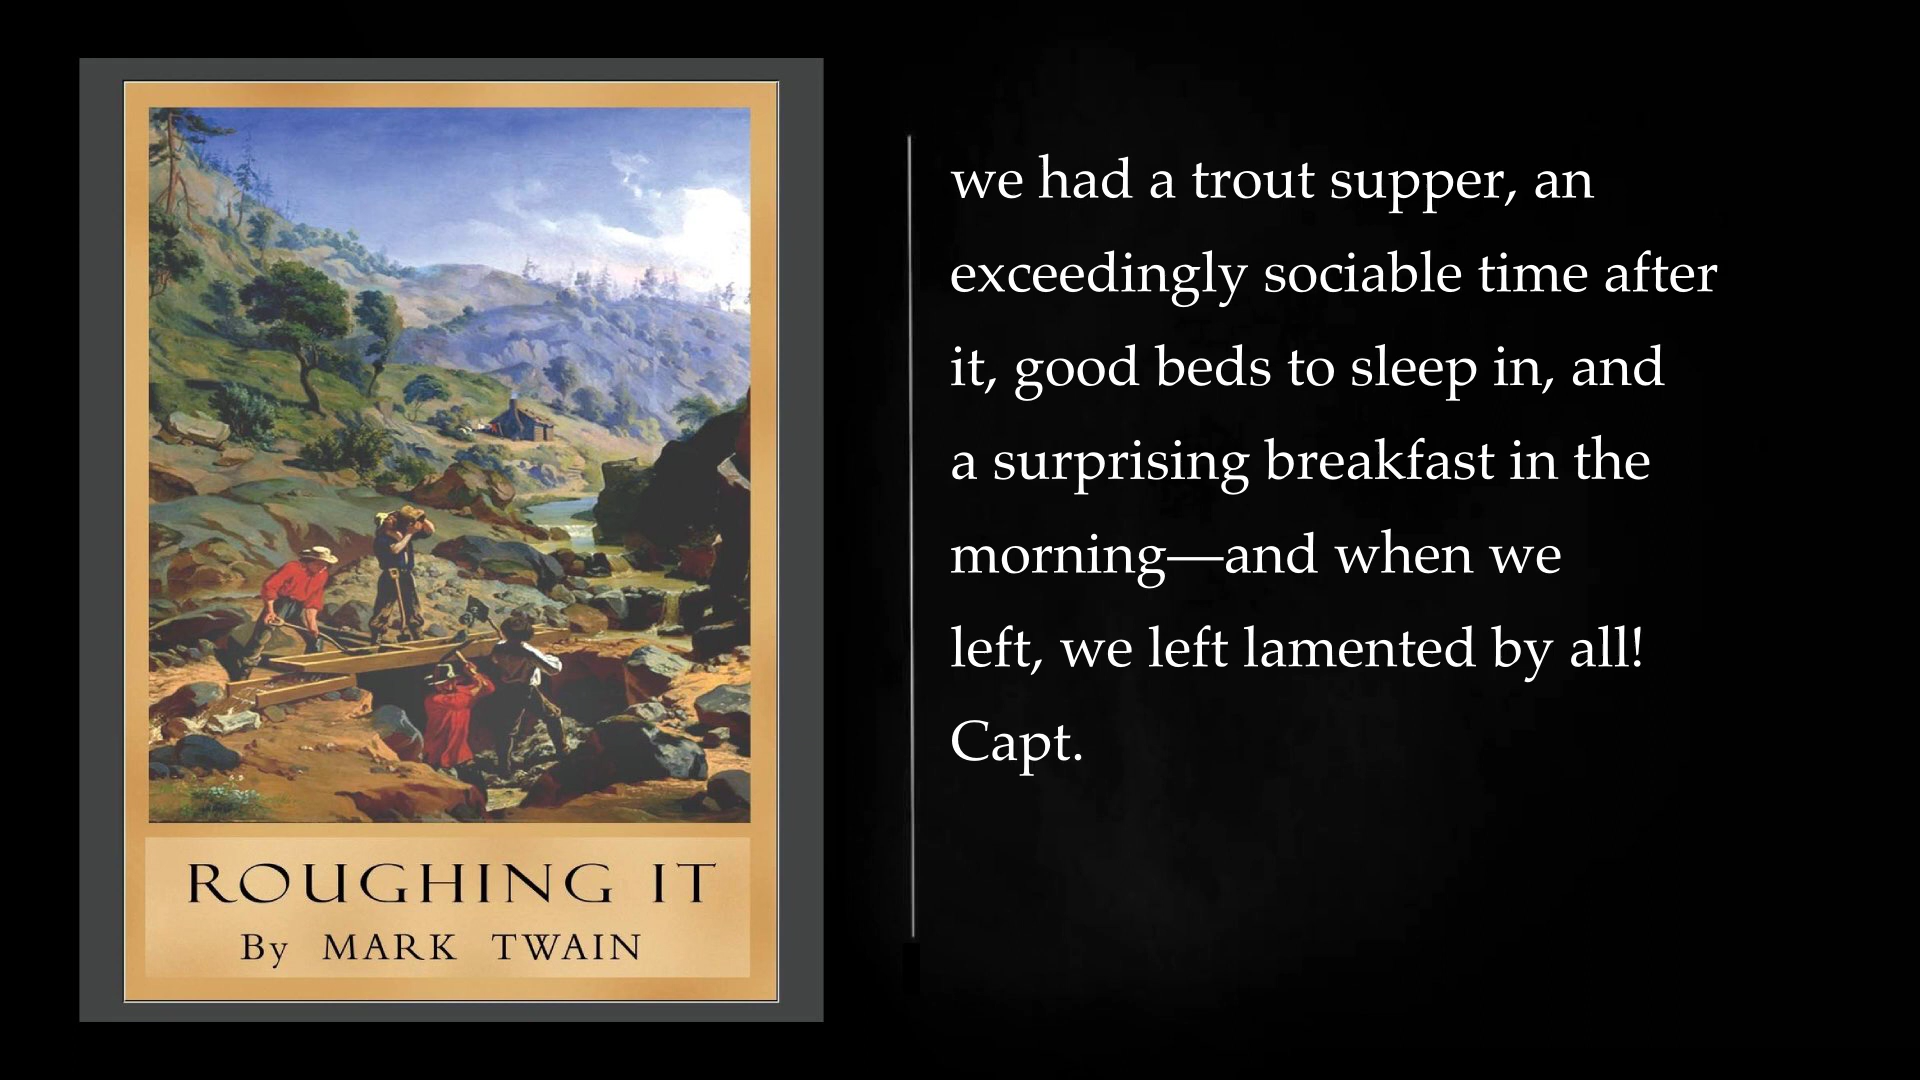 ROUGHING IT
By MARK TWAIN
we had a trout supper, an
exceedingly sociable time after
it, good beds to sleep in, and
a surprising breakfast in the
morning—and when we
left, we left lamented by all!
Capt.